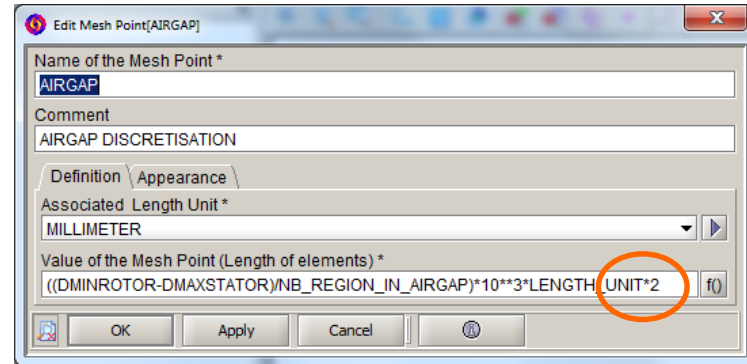 Edit Mesh Point[AIRGAP]
Name of the Mesh Point *
AIRGAP
Comment
AIRGAP DISCRETISATION
Definition Appearance
Associated Length Unit *
MILLIMETER
Value of the Mesh Point (Length of elements) *
((DMINROTOR-DMAXSTATOR)/NB_REGION_IN_AIRGAP)*10**3*LENGTH_UNIT*2 f()
OK Apply Cancel